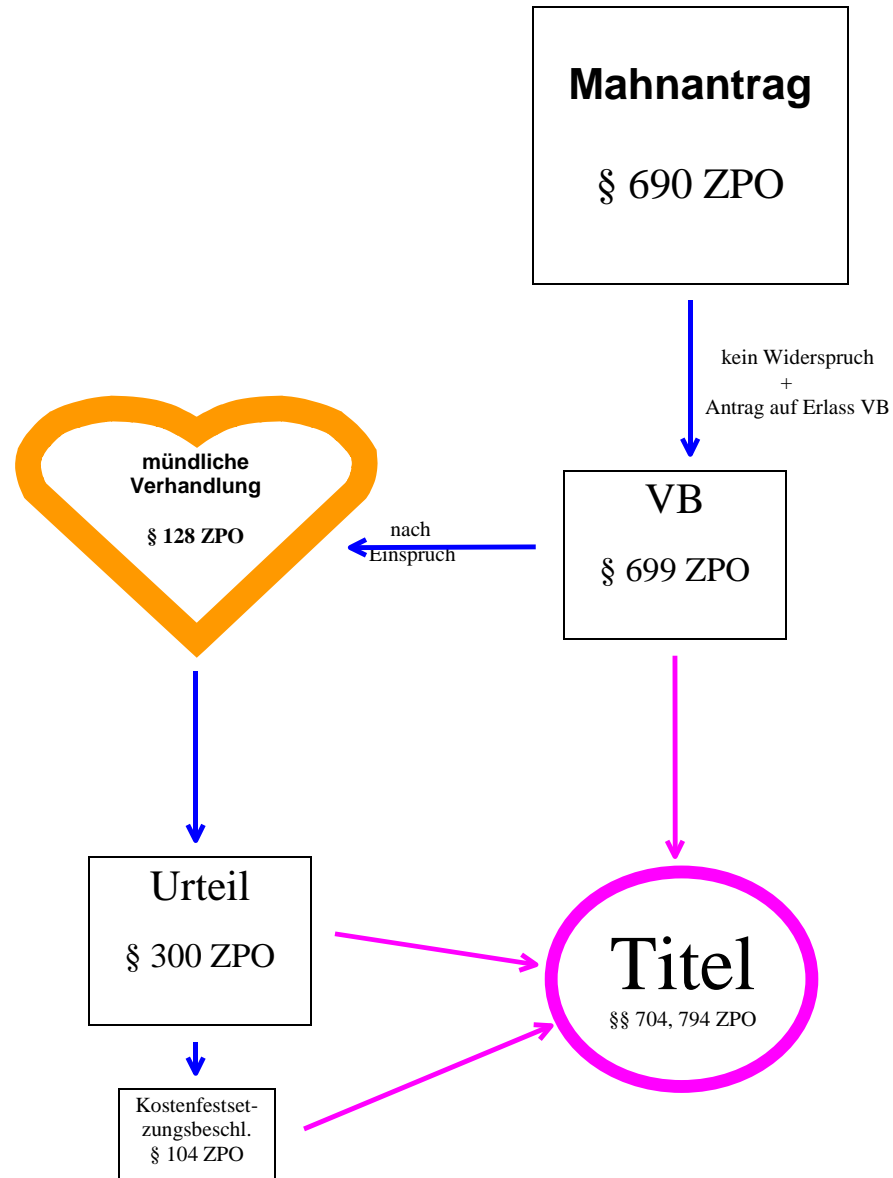 Mahnantrag
§ 690 ZPO
kein Widerspruch
+
Antrag auf Erlass VB
mündliche
Verhandlung
§ 128 ZPO
nach
Einspruch
VB
§ 699 ZPO
Urteil
§ 300 ZPO
Titel
§§ 704, 794 ZPO
Kostenfestset-
zungsbeschl.
§ 104 ZPO